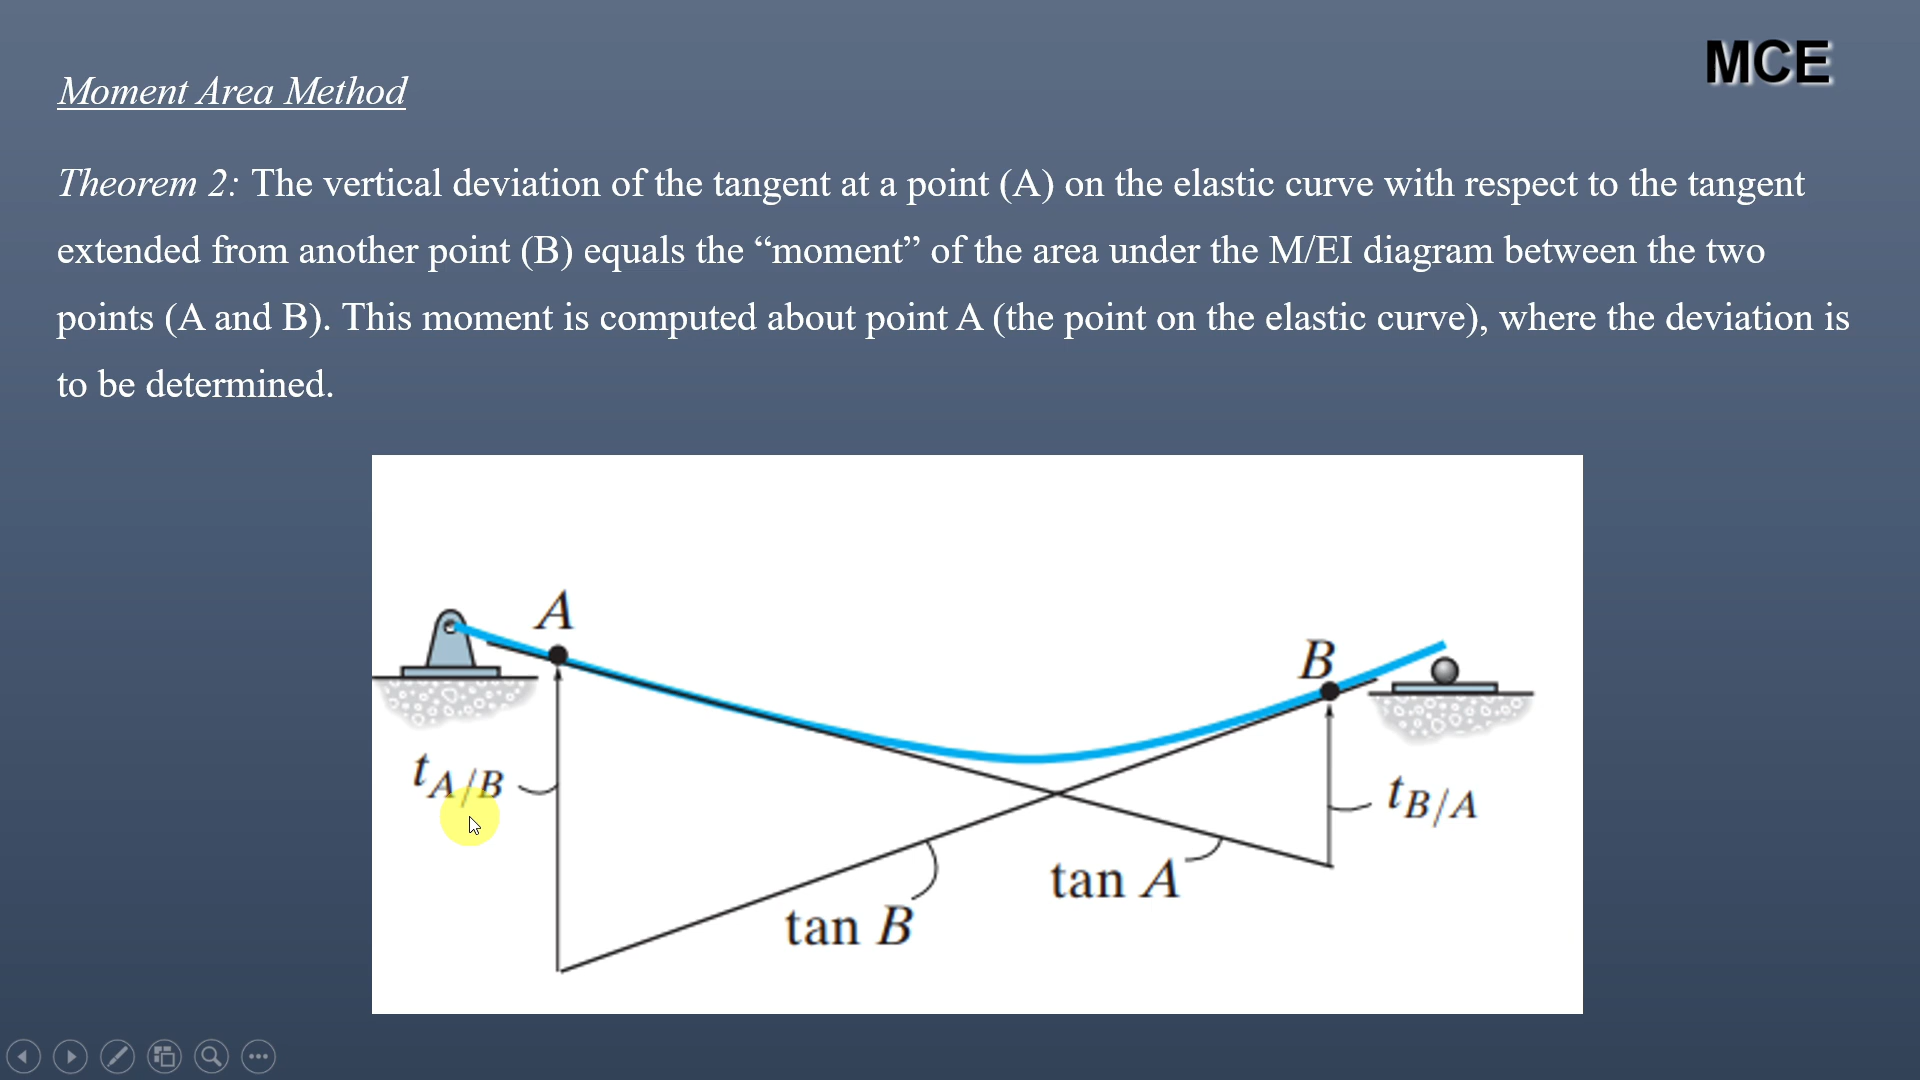 MCE
Moment Area Method
Theorem 2: The vertical deviation of the tangent at a point (A) on the elastic curve with respect to the tangent
extended from another point (B) equals the “moment” of the area under the M/EI diagram between the two
points (A and B). This moment is computed about point A (the point on the elastic curve), where the deviation is
to be determined.
A
B
tA/B
tB/A
tan A
tan B